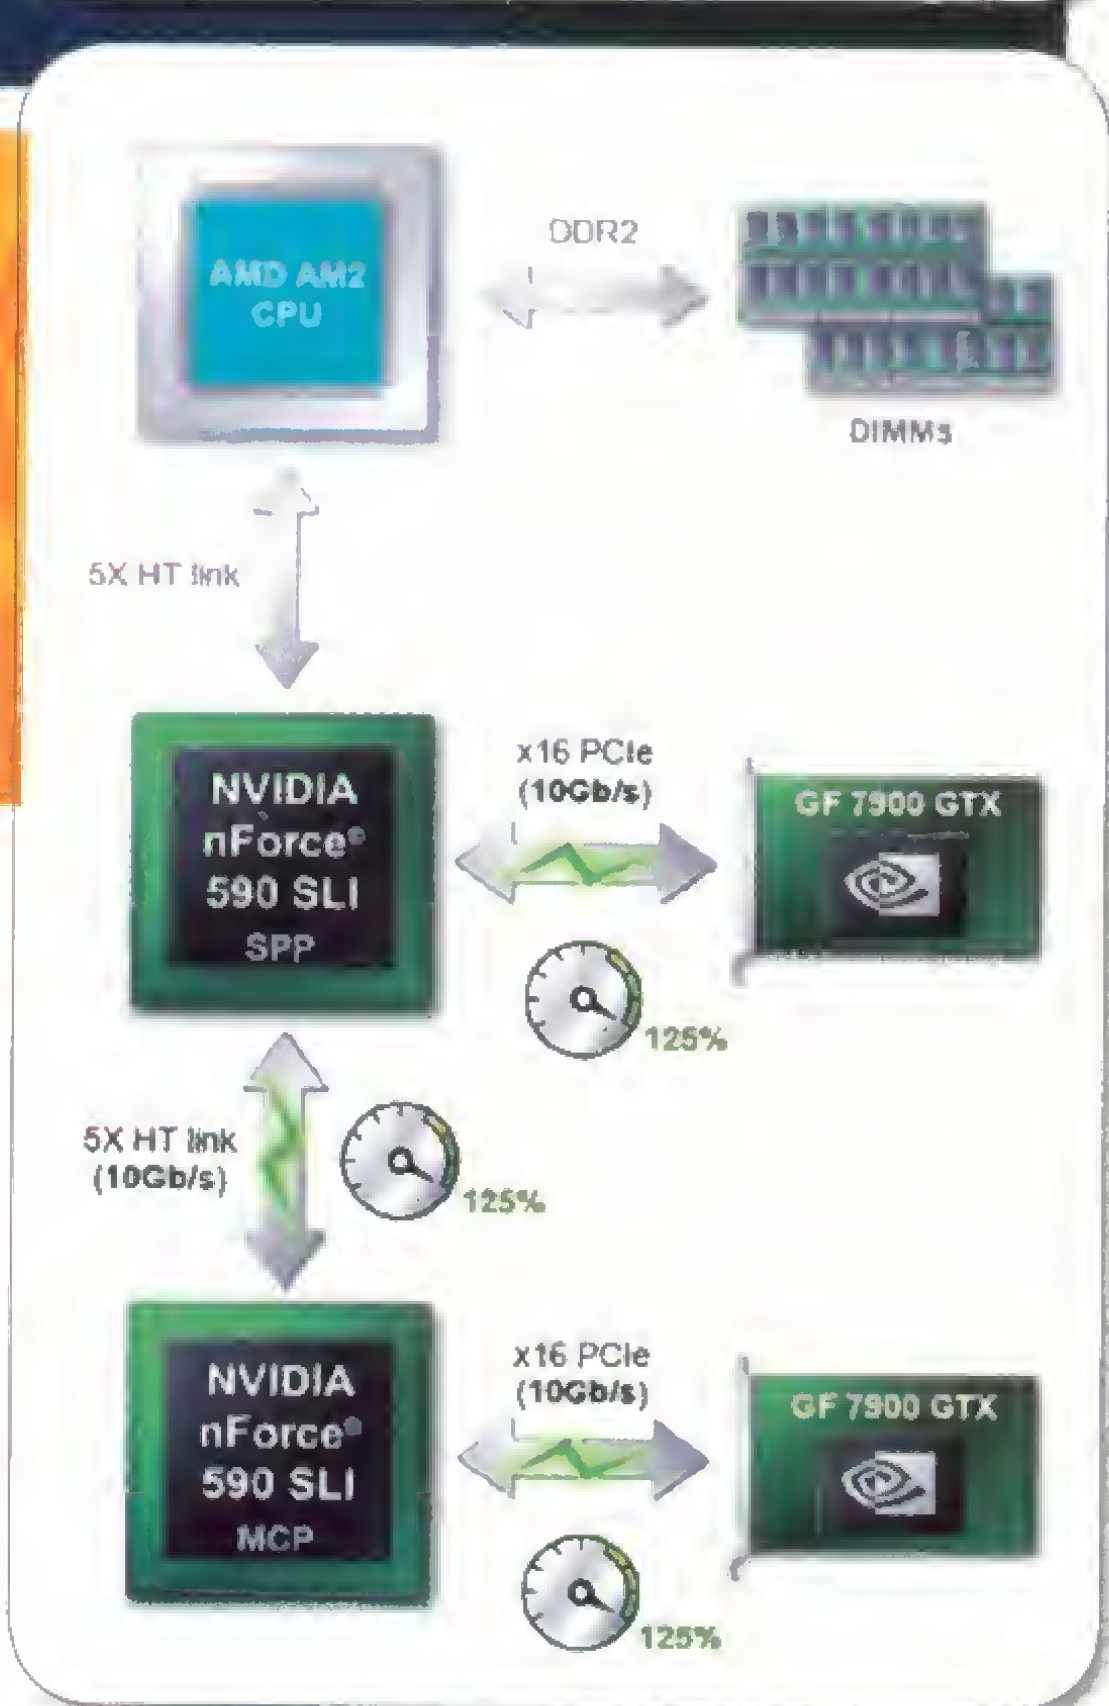 AMD AM2
CPU
DDR2
DIMMs
5X HT link
NVIDIA
nForce®
590 SLI
SPP
x16 PCIe
(10Gb/s)
GF 7900 GTX
125%
5X HT link
(10Gb/s)
125%
NVIDIA
nForce®
590 SLI
MCP
x16 PCIe
(10Gb/s)
GF 7900 GTX
125%